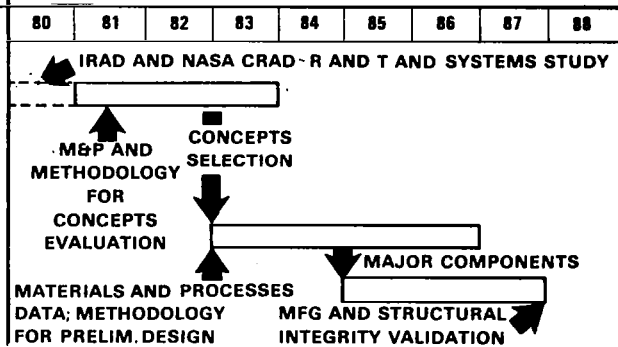 80 81 82 83 84 85 86 87 88
IRAD AND NASA CRAD-R AND T AND SYSTEMS STUDY
CONCEPTS
SELECTION
M&P AND
METHODOLOGY
FOR
CONCEPTS
EVALUATION
MAJOR COMPONENTS
MATERIALS AND PROCESSES
DATA; METHODOLOGY
FOR PRELIM. DESIGN
MFG AND STRUCTURAL
INTEGRITY VALIDATION